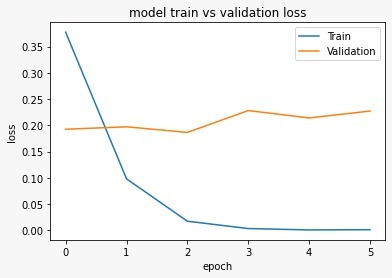 model train vs validation loss
Train
Validation
0.35
0.30
0.25
0.20
0.15
0.10
0.05
0.00
loss
0 1 2 3 4 5
epoch